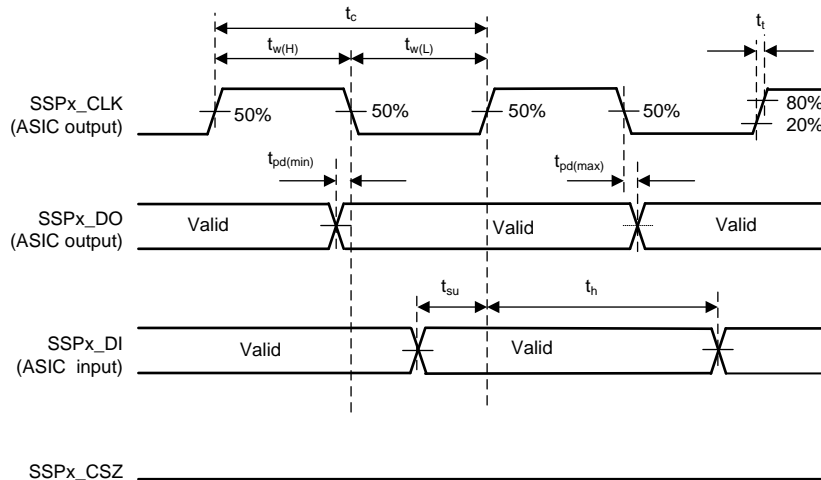 t_c
t_t
t_w(H) t_w(L)
SSPx_CLK
(ASIC output)
50% 50% 50% 50% 80%
20%
t_pd(min) t_pd(max)
SSPx_DO
(ASIC output)
Valid Valid Valid
t_su t_h
SSPx_DI
(ASIC input)
Valid Valid
SSPx_CSZ